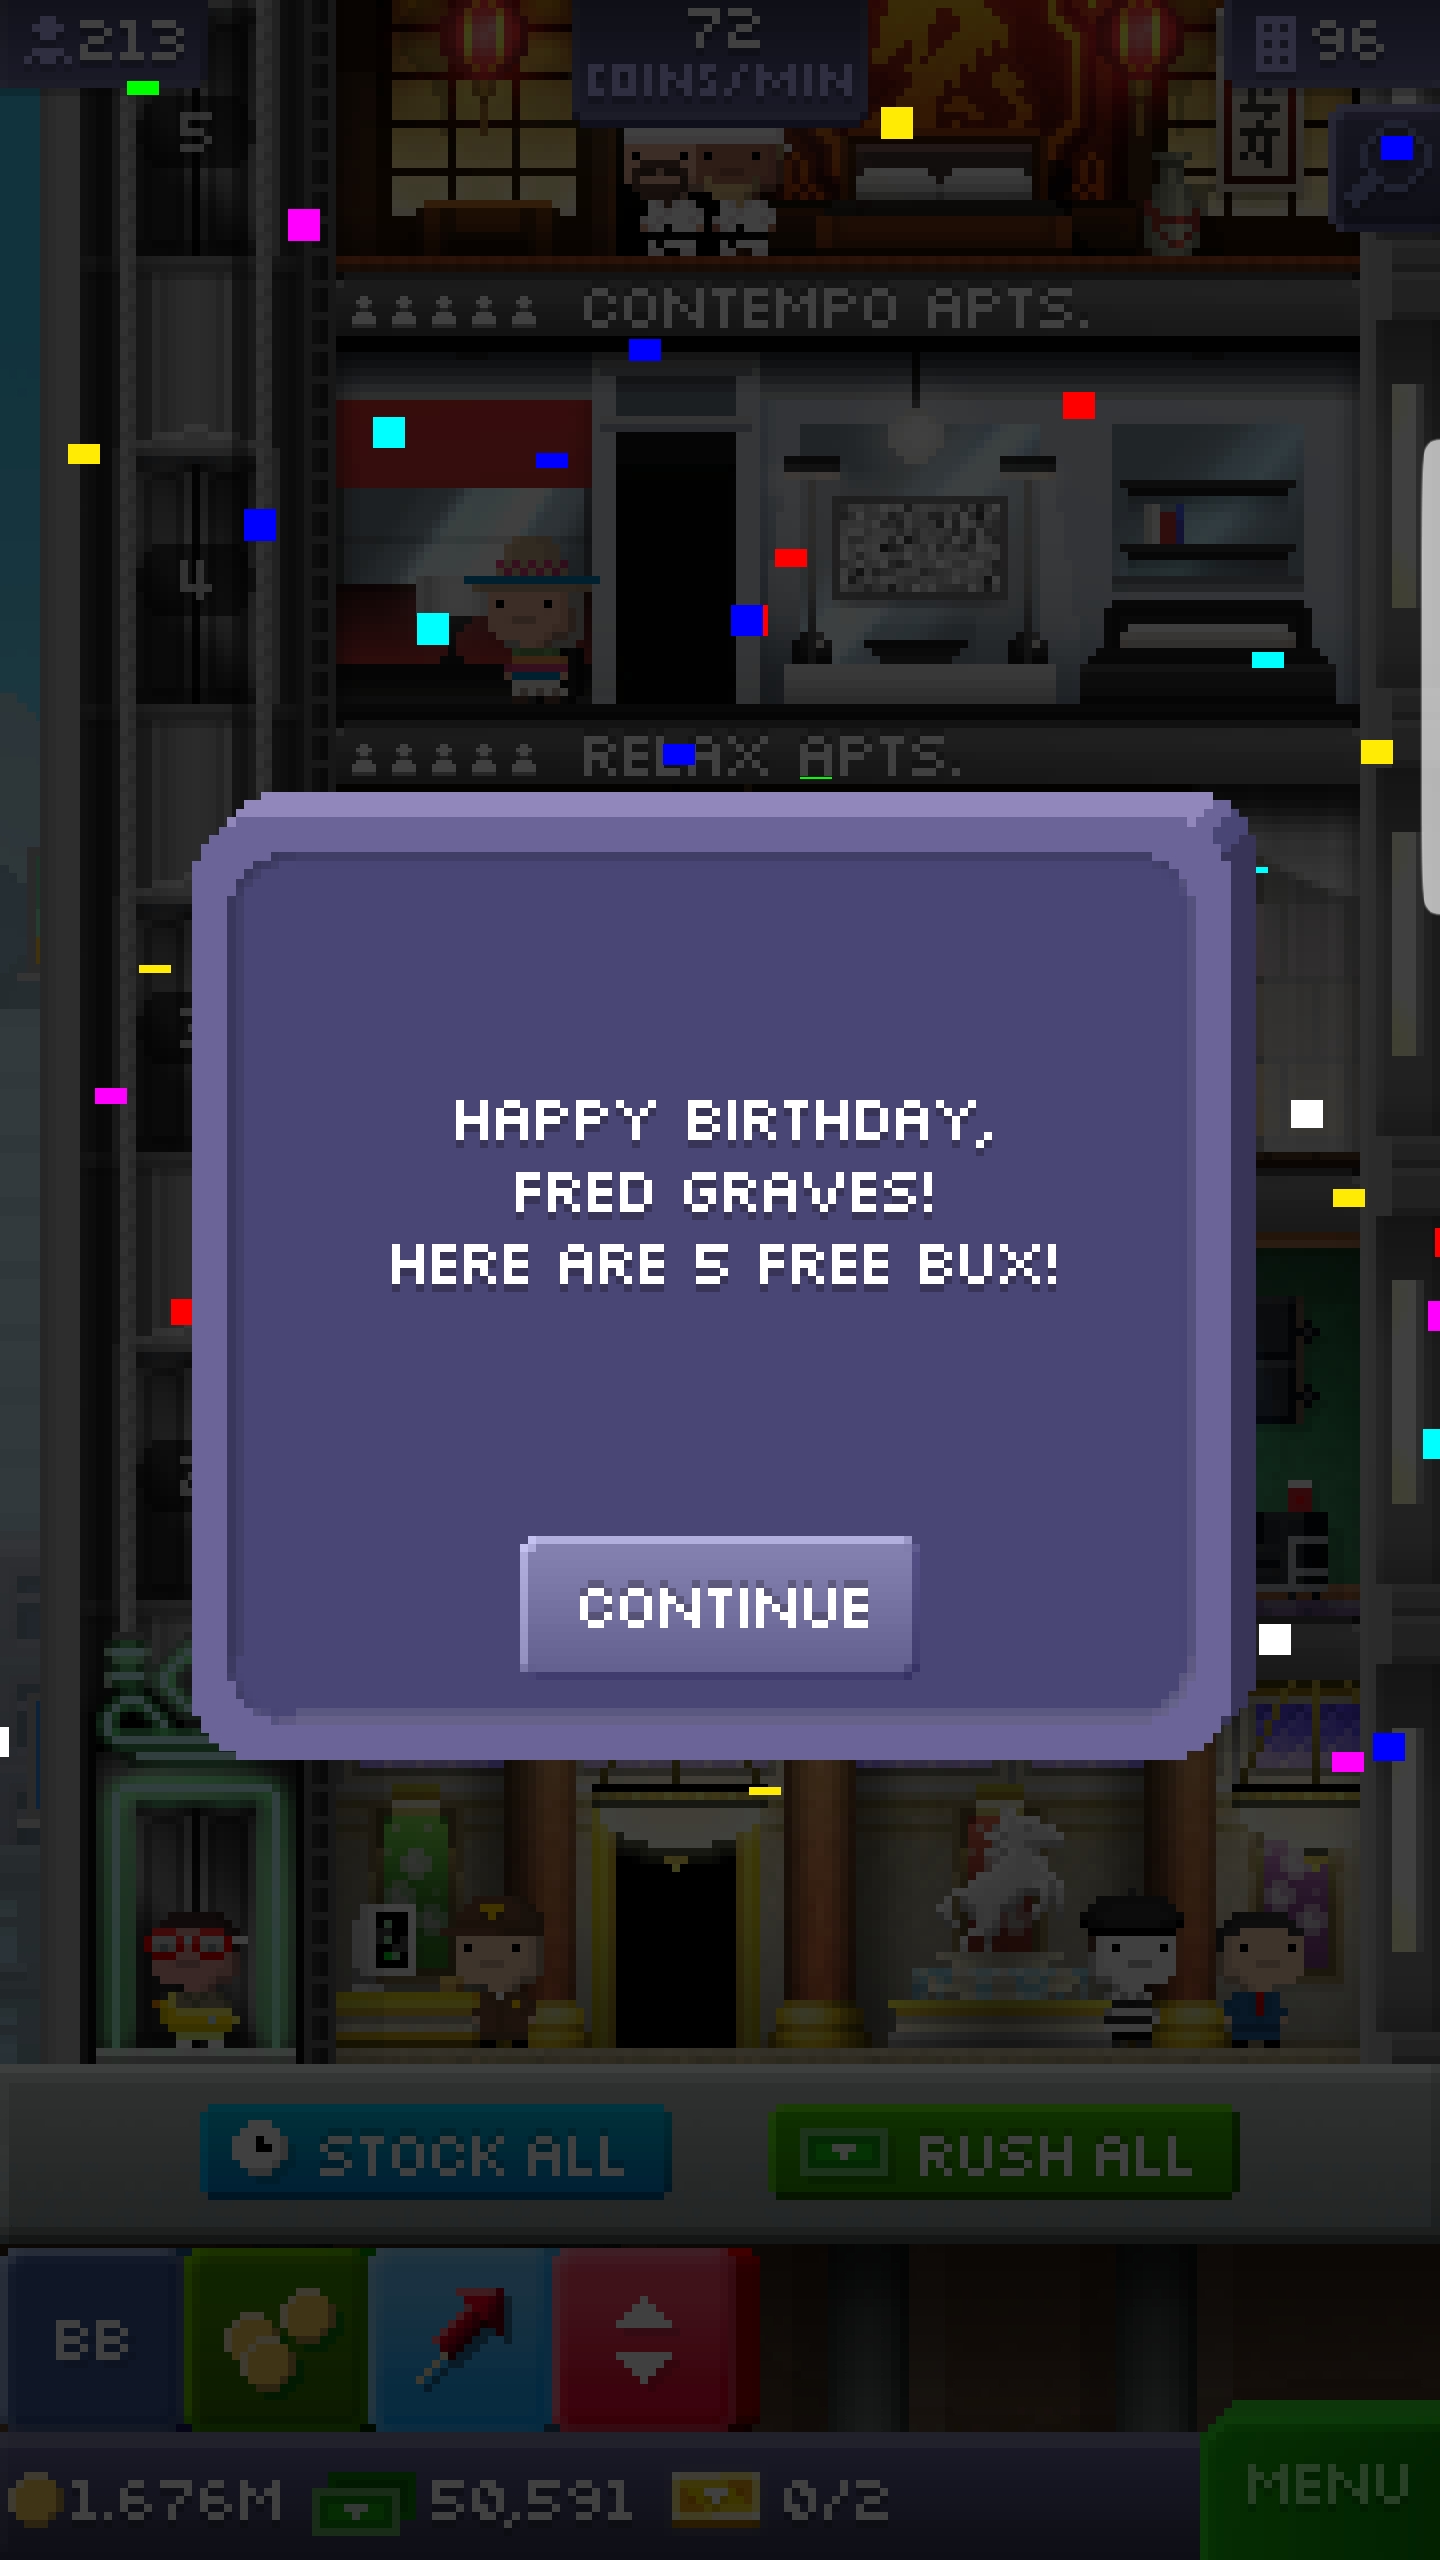 213
72
COINS/MIN
96
5
CONTEMPO APTS.
4
RELAX APTS.
HAPPY BIRTHDAY,
FRED GRAVES!
HERE ARE 5 FREE BUX!
CONTINUE
STOCK ALL
RUSH ALL
BB
1.676M
50,591
0/2
MENU